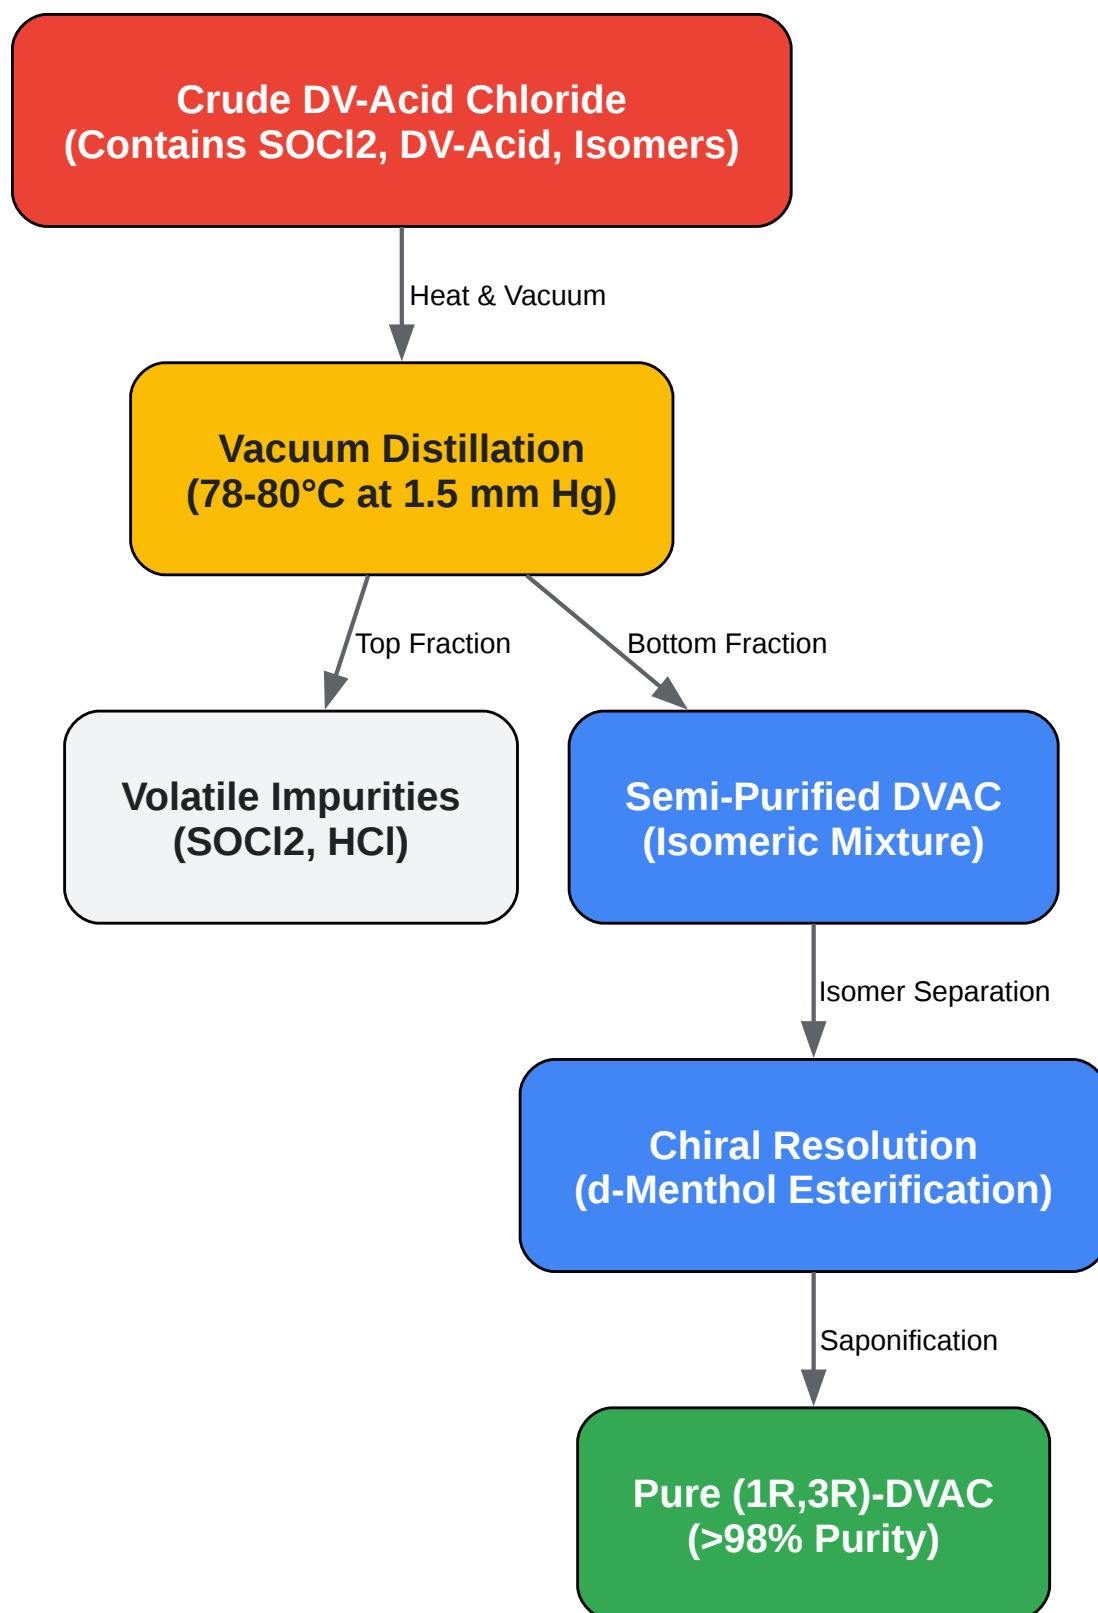 Crude DV-Acid Chloride
(Contains SOCl2, DV-Acid, Isomers)
Heat & Vacuum
Vacuum Distillation
(78-80°C at 1.5 mm Hg)
Top Fraction
Bottom Fraction
Volatile Impurities
(SOCl2, HCl)
Semi-Purified DVAC
(Isomeric Mixture)
Isomer Separation
Chiral Resolution
(d-Menthol Esterification)
Saponification
Pure (1R,3R)-DVAC
(>98% Purity)